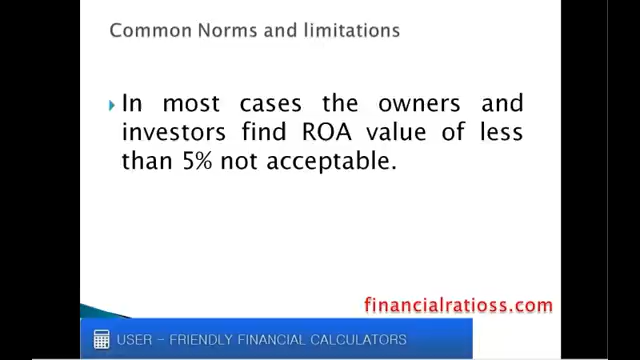 Common Norms and limitations
In most cases the owners and
investors find ROA value of less
than 5% not acceptable.
financialratioss.com
USER – FRIENDLY FINANCIAL CALCULATORS